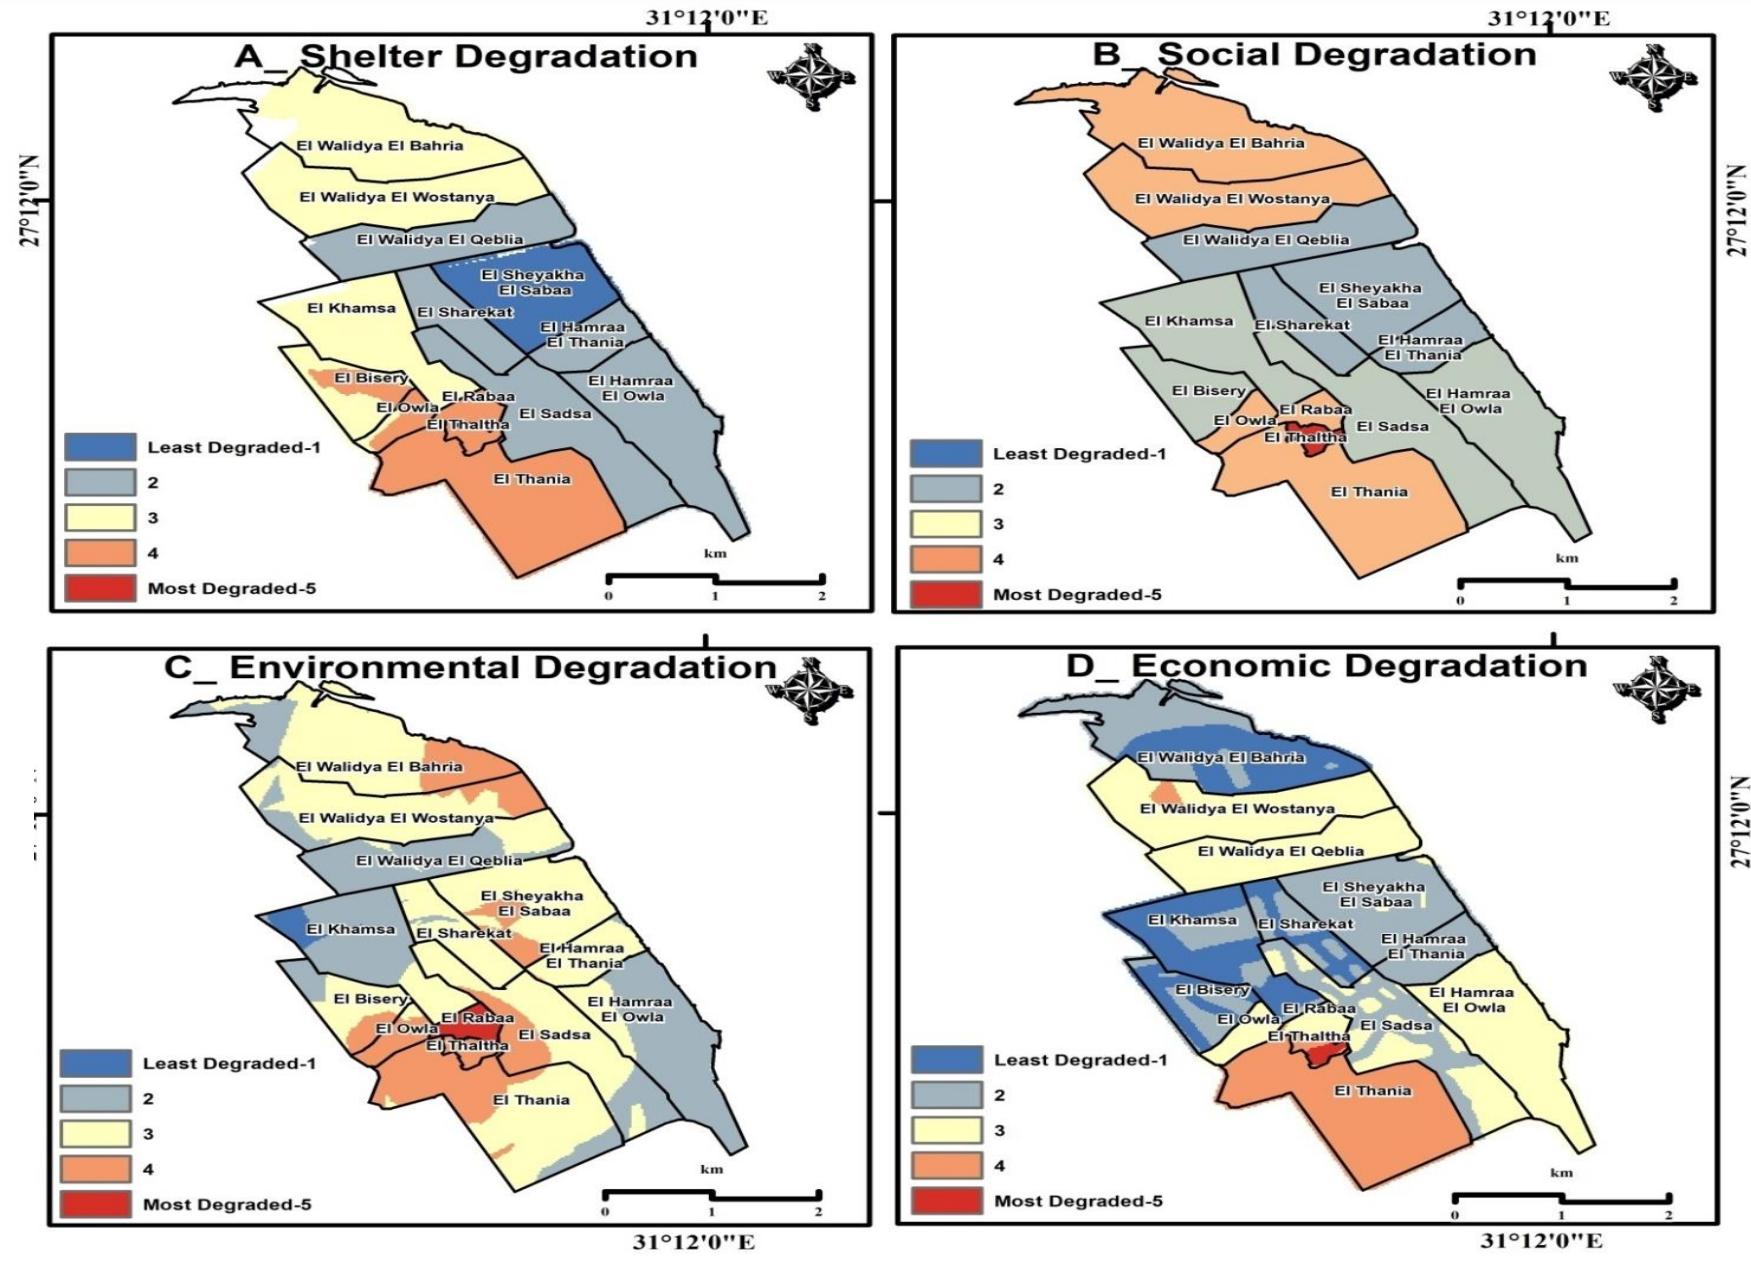 31°12'0"E
31°12'0"E
27°12'0"N
27°12'0"N
A_ Shelter Degradation
N
W
E
S
El Walidya El Bahria
El Walidya El Wostanya
El Walidya El Qeblia
El Sheyakha
El Sabaa
El Khamsa
El Sharekat
El Hamraa
El Thania
El Bisery
El Hamraa
El Owla
El Rabaa
El Owla
El Sadsa
El Thaltha
El Thania
Least Degraded-1
2
3
4
Most Degraded-5
km
0 1 2
B_ Social Degradation
N
W
E
S
El Walidya El Bahria
El Walidya El Wostanya
El Walidya El Qeblia
El Sheyakha
El Sabaa
El Khamsa
El Sharekat
El Hamraa
El Thania
El Bisery
El Hamraa
El Owla
El Rabaa
El Owla
El Sadsa
El Thaltha
El Thania
Least Degraded-1
2
3
4
Most Degraded-5
km
0 1 2
C_ Environmental Degradation
N
W
E
S
El Walidya El Bahria
El Walidya El Wostanya
El Walidya El Qeblia
El Sheyakha
El Sabaa
El Khamsa
El Sharekat
El Hamraa
El Thania
El Bisery
El Hamraa
El Owla
El Rabaa
El Owla
El Sadsa
El Thaltha
El Thania
Least Degraded-1
2
3
4
Most Degraded-5
km
0 1 2
D_ Economic Degradation
N
W
E
S
El Walidya El Bahria
El Walidya El Wostanya
El Walidya El Qeblia
El Sheyakha
El Sabaa
El Khamsa
El Sharekat
El Hamraa
El Thania
El Bisery
El Hamraa
El Owla
El Rabaa
El Owla
El Sadsa
El Thaltha
El Thania
Least Degraded-1
2
3
4
Most Degraded-5
km
0 1 2
27°12'0"N
31°12'0"E
31°12'0"E